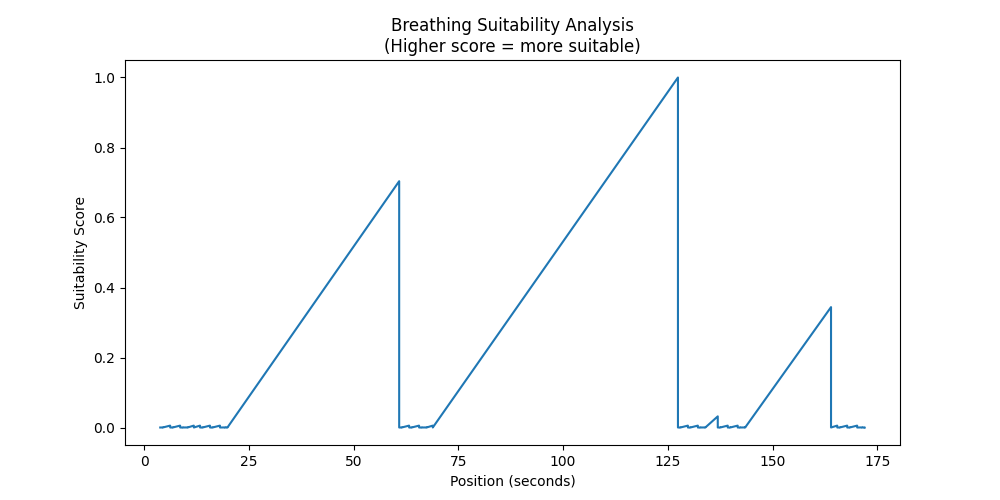 Breathing Suitability Analysis
(Higher score = more suitable)
Suitability Score
1.0
0.8
0.6
0.4
0.2
0.0
0 25 50 75 100 125 150 175
Position (seconds)